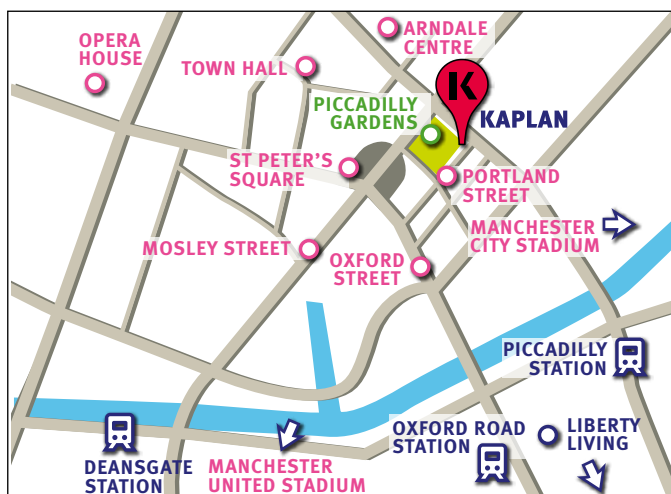 OPERA
HOUSE
TOWN HALL
ARNDALE
CENTRE
K
KAPLAN
PICCADILLY
GARDENS
ST PETER'S
SQUARE
PORTLAND
STREET
MANCHESTER
CITY STADIUM
MOSLEY STREET
OXFORD
STREET
PICCADILLY
STATION
DEANSGATE
STATION
MANCHESTER
UNITED STADIUM
OXFORD ROAD
STATION
LIBERTY
LIVING